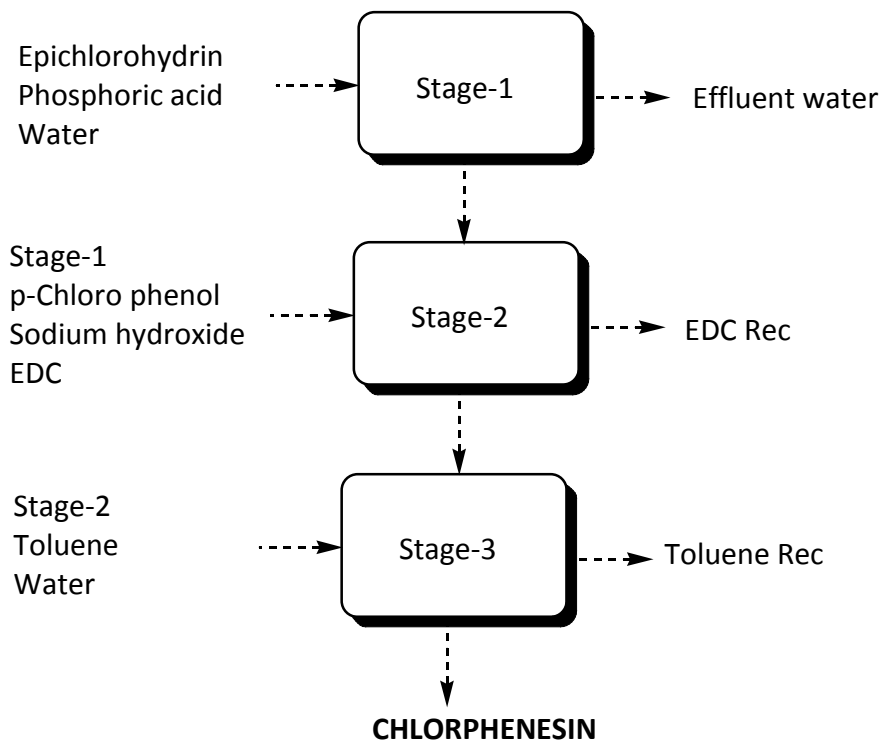 Epichlorohydrin
Phosphoric acid
Water
Stage-1
Effluent water
Stage-1
p-Chloro phenol
Sodium hydroxide
EDC
Stage-2
EDC Rec
Stage-2
Toluene
Water
Stage-3
Toluene Rec
CHLORPHENESIN